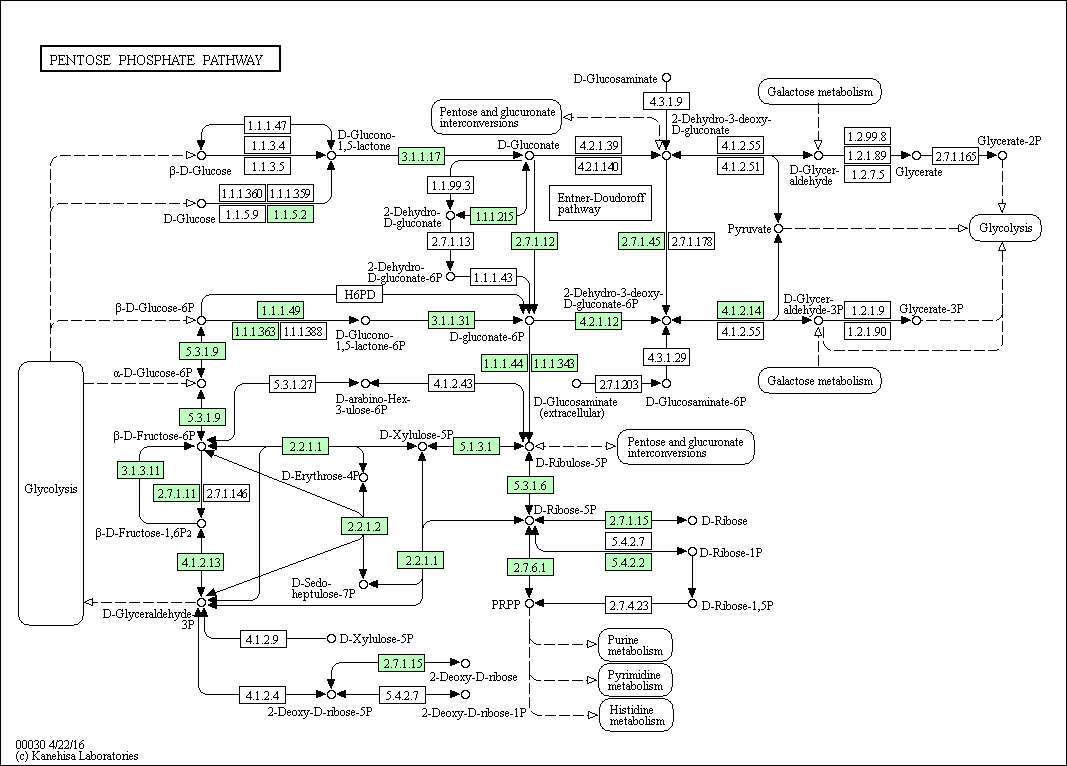 PENTOSE PHOSPHATE PATHWAY
D-Glucosaminate
Galactose metabolism
Pentose and glucuronate
interconversions
4.3.1.9
2-Dehydro-3-deoxy-
D-gluconate
1.1.1.47
D-Glucono-
1,5-lactone
1.1.3.4
1.1.3.5
3.1.1.17
D-Gluconate
4.2.1.39
4.2.1.140
4.1.2.55
4.1.2.51
1.2.99.8
1.2.1.89
1.2.7.5
Glycerate-2P
2.7.1.165
β-D-Glucose
D-Glycer-
aldehyde
Glycerate
1.1.99.3
1.1.1.360
1.1.1.359
1.1.5.9
1.1.5.2
D-Glucose
2-Dehydro-
D-gluconate
1.1.1.215
Entner-Doudoroff
pathway
Pyruvate
Glycolysis
2.7.1.13
2.7.1.12
2.7.1.45
2.7.1.178
2-Dehydro-
D-gluconate-6P
1.1.1.43
H6PD
2-Dehydro-3-deoxy-
D-gluconate-6P
β-D-Glucose-6P
1.1.1.49
1.1.1.363
1.1.1.388
D-Glucono-
1,5-lactone-6P
3.1.1.31
D-gluconate-6P
4.2.1.12
4.1.2.14
4.1.2.55
D-Glycer-
aldehyde-3P
1.2.1.9
1.2.1.90
Glycerate-3P
5.3.1.9
1.1.1.44
1.1.1.343
4.3.1.29
α-D-Glucose-6P
5.3.1.27
D-arabino-Hex-
3-ulose-6P
4.1.2.43
2.7.1.203
D-Glucosaminate
(extracellular)
D-Glucosaminate-6P
Galactose metabolism
5.3.1.9
β-D-Fructose-6P
2.2.1.1
D-Xylulose-5P
5.1.3.1
D-Ribulose-5P
Pentose and glucuronate
interconversions
3.1.3.11
2.7.1.11
2.7.1.146
D-Erythrose-4P
5.3.1.6
Glycolysis
β-D-Fructose-1,6P2
2.2.1.2
D-Ribose-5P
2.7.1.15
D-Ribose
5.4.2.7
5.4.2.2
D-Ribose-1P
4.1.2.13
2.2.1.1
2.7.6.1
D-Sedo-
heptulose-7P
D-Glyceraldehyde-
3P
PRPP
2.7.4.23
D-Ribose-1,5P
4.1.2.9
D-Xylulose-5P
Purine
metabolism
2.7.1.15
2-Deoxy-D-ribose
Pyrimidine
metabolism
4.1.2.4
2-Deoxy-D-ribose-5P
5.4.2.7
2-Deoxy-D-ribose-1P
Histidine
metabolism
00030 4/22/16
(c) Kanehisa Laboratories